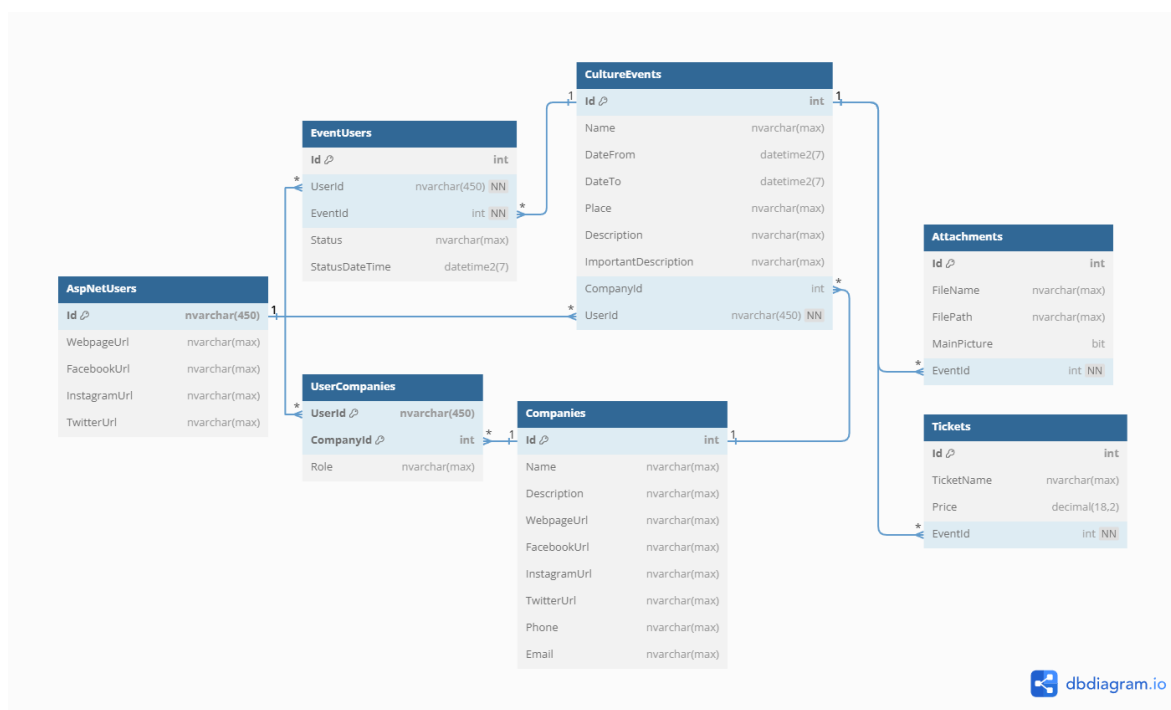 CultureEvents
Id int
Name nvarchar(max)
DateFrom datetime2(7)
DateTo datetime2(7)
Place nvarchar(max)
Description nvarchar(max)
ImportantDescription nvarchar(max)
CompanyId int
UserId nvarchar(450) NN
EventUsers
Id int
UserId nvarchar(450) NN
EventId int NN
Status nvarchar(max)
StatusDateTime datetime2(7)
AspNetUsers
Id nvarchar(450)
WebpageUrl nvarchar(max)
FacebookUrl nvarchar(max)
InstagramUrl nvarchar(max)
TwitterUrl nvarchar(max)
UserCompanies
UserId nvarchar(450)
CompanyId int
Role nvarchar(max)
Companies
Id int
Name nvarchar(max)
Description nvarchar(max)
WebpageUrl nvarchar(max)
FacebookUrl nvarchar(max)
InstagramUrl nvarchar(max)
TwitterUrl nvarchar(max)
Phone nvarchar(max)
Email nvarchar(max)
Attachments
Id int
FileName nvarchar(max)
FilePath nvarchar(max)
MainPicture bit
EventId int NN
Tickets
Id int
TicketName nvarchar(max)
Price decimal(18,2)
EventId int NN
1
1
*
*
*
*
1
*
*
1
1
*
*
dbdiagram.io